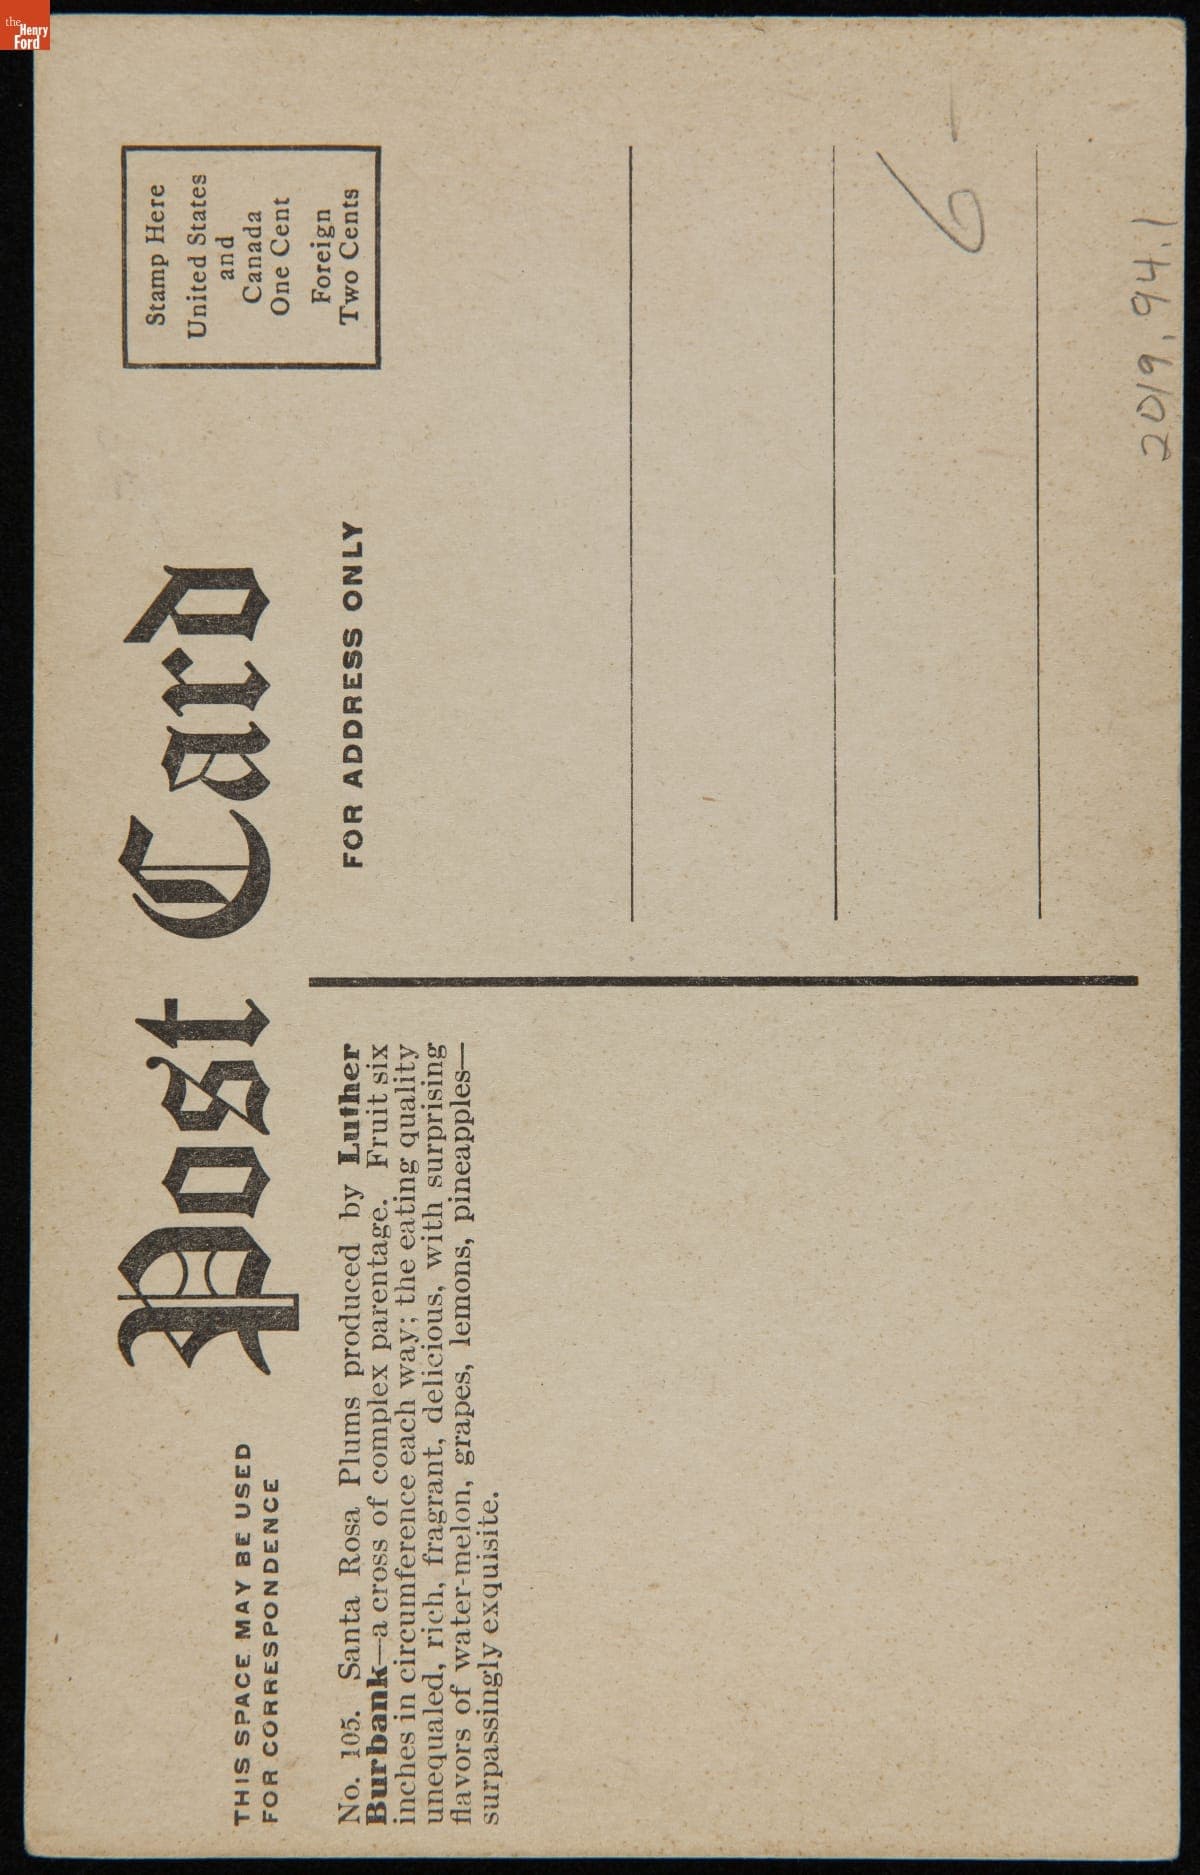 the
Henry
Ford
Post Card
THIS SPACE MAY BE USED
FOR CORRESPONDENCE
No. 105. Santa Rosa Plums produced by Luther
Burbank—a cross of complex parentage. Fruit six
inches in circumference each way; the eating quality
unequaled, rich, fragrant, delicious, with surprising
flavors of water-melon, grapes, lemons, pineapples—
surpassingly exquisite.
FOR ADDRESS ONLY
Stamp Here
United States
and
Canada
One Cent
Foreign
Two Cents
6-
2019.94.1